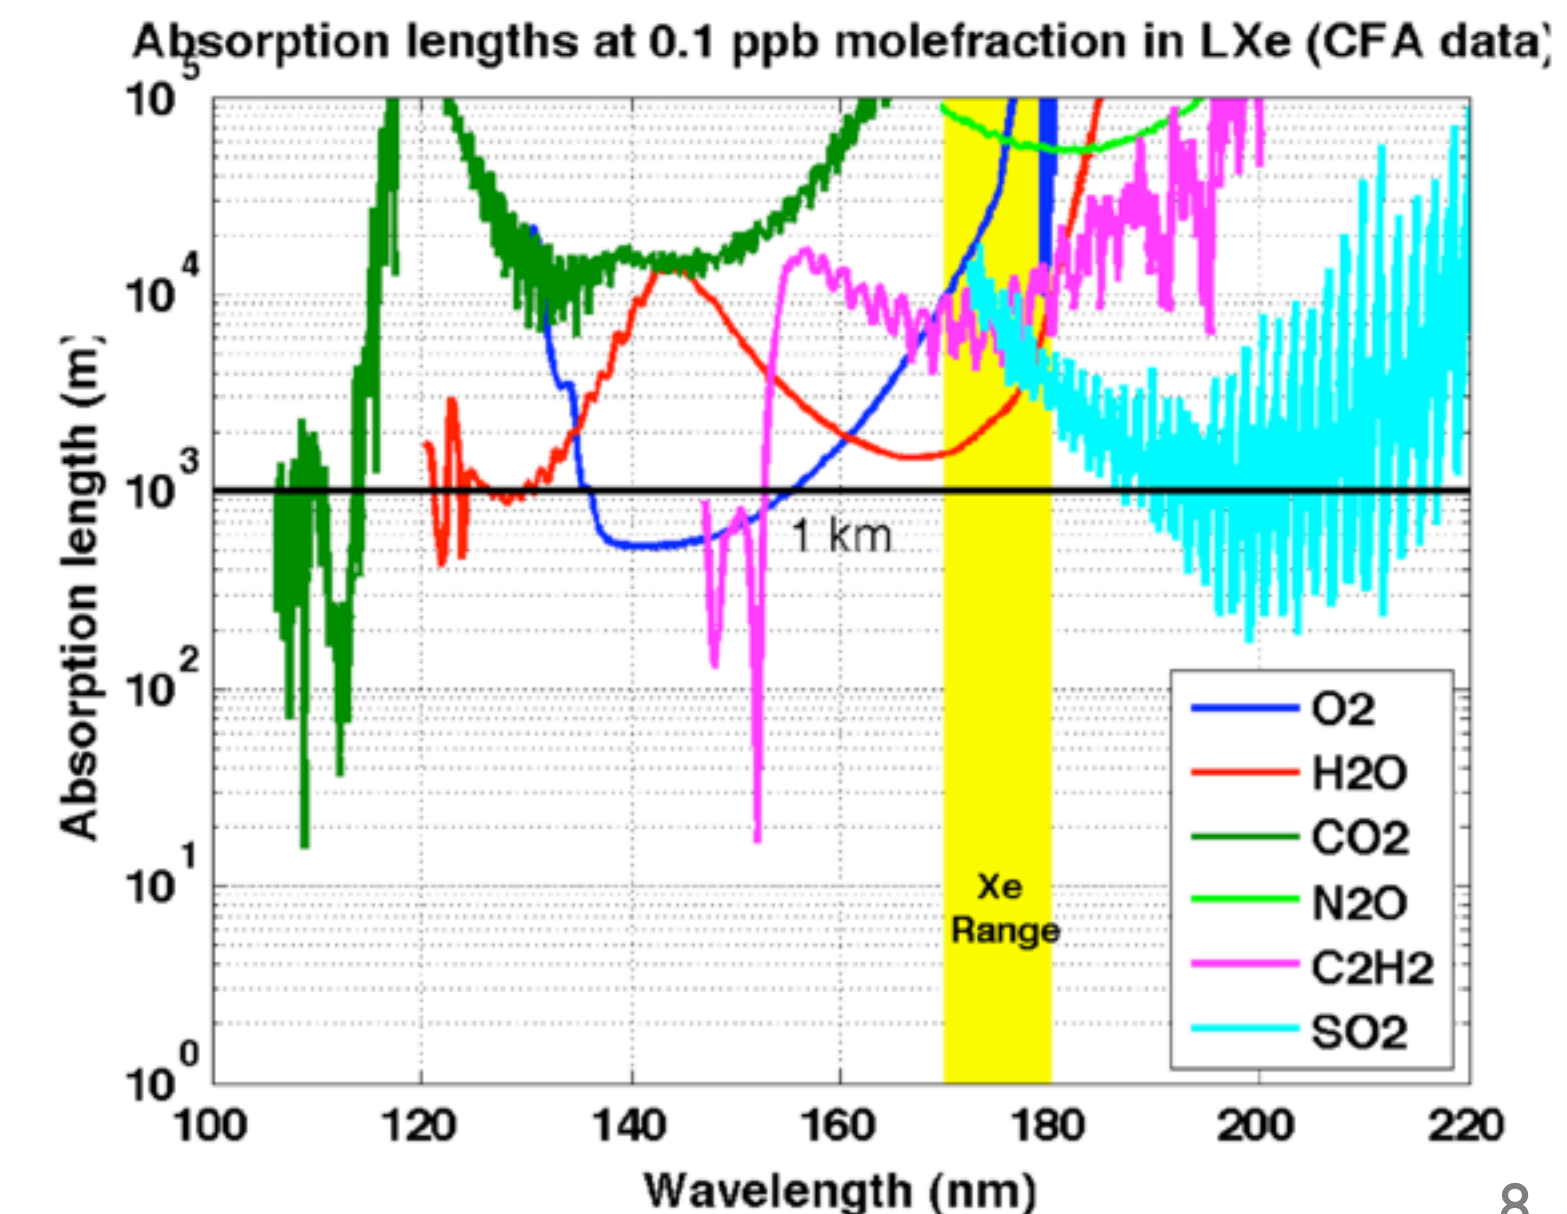 Absorption lengths at 0.1 ppb molefraction in LXe (CFA data)
10^5
10^4
10^3
10^2
10^1
10^0
Absorption length (m)
1 km
Xe
Range
O2
H2O
CO2
N2O
C2H2
SO2
100 120 140 160 180 200 220
Wavelength (nm)
8